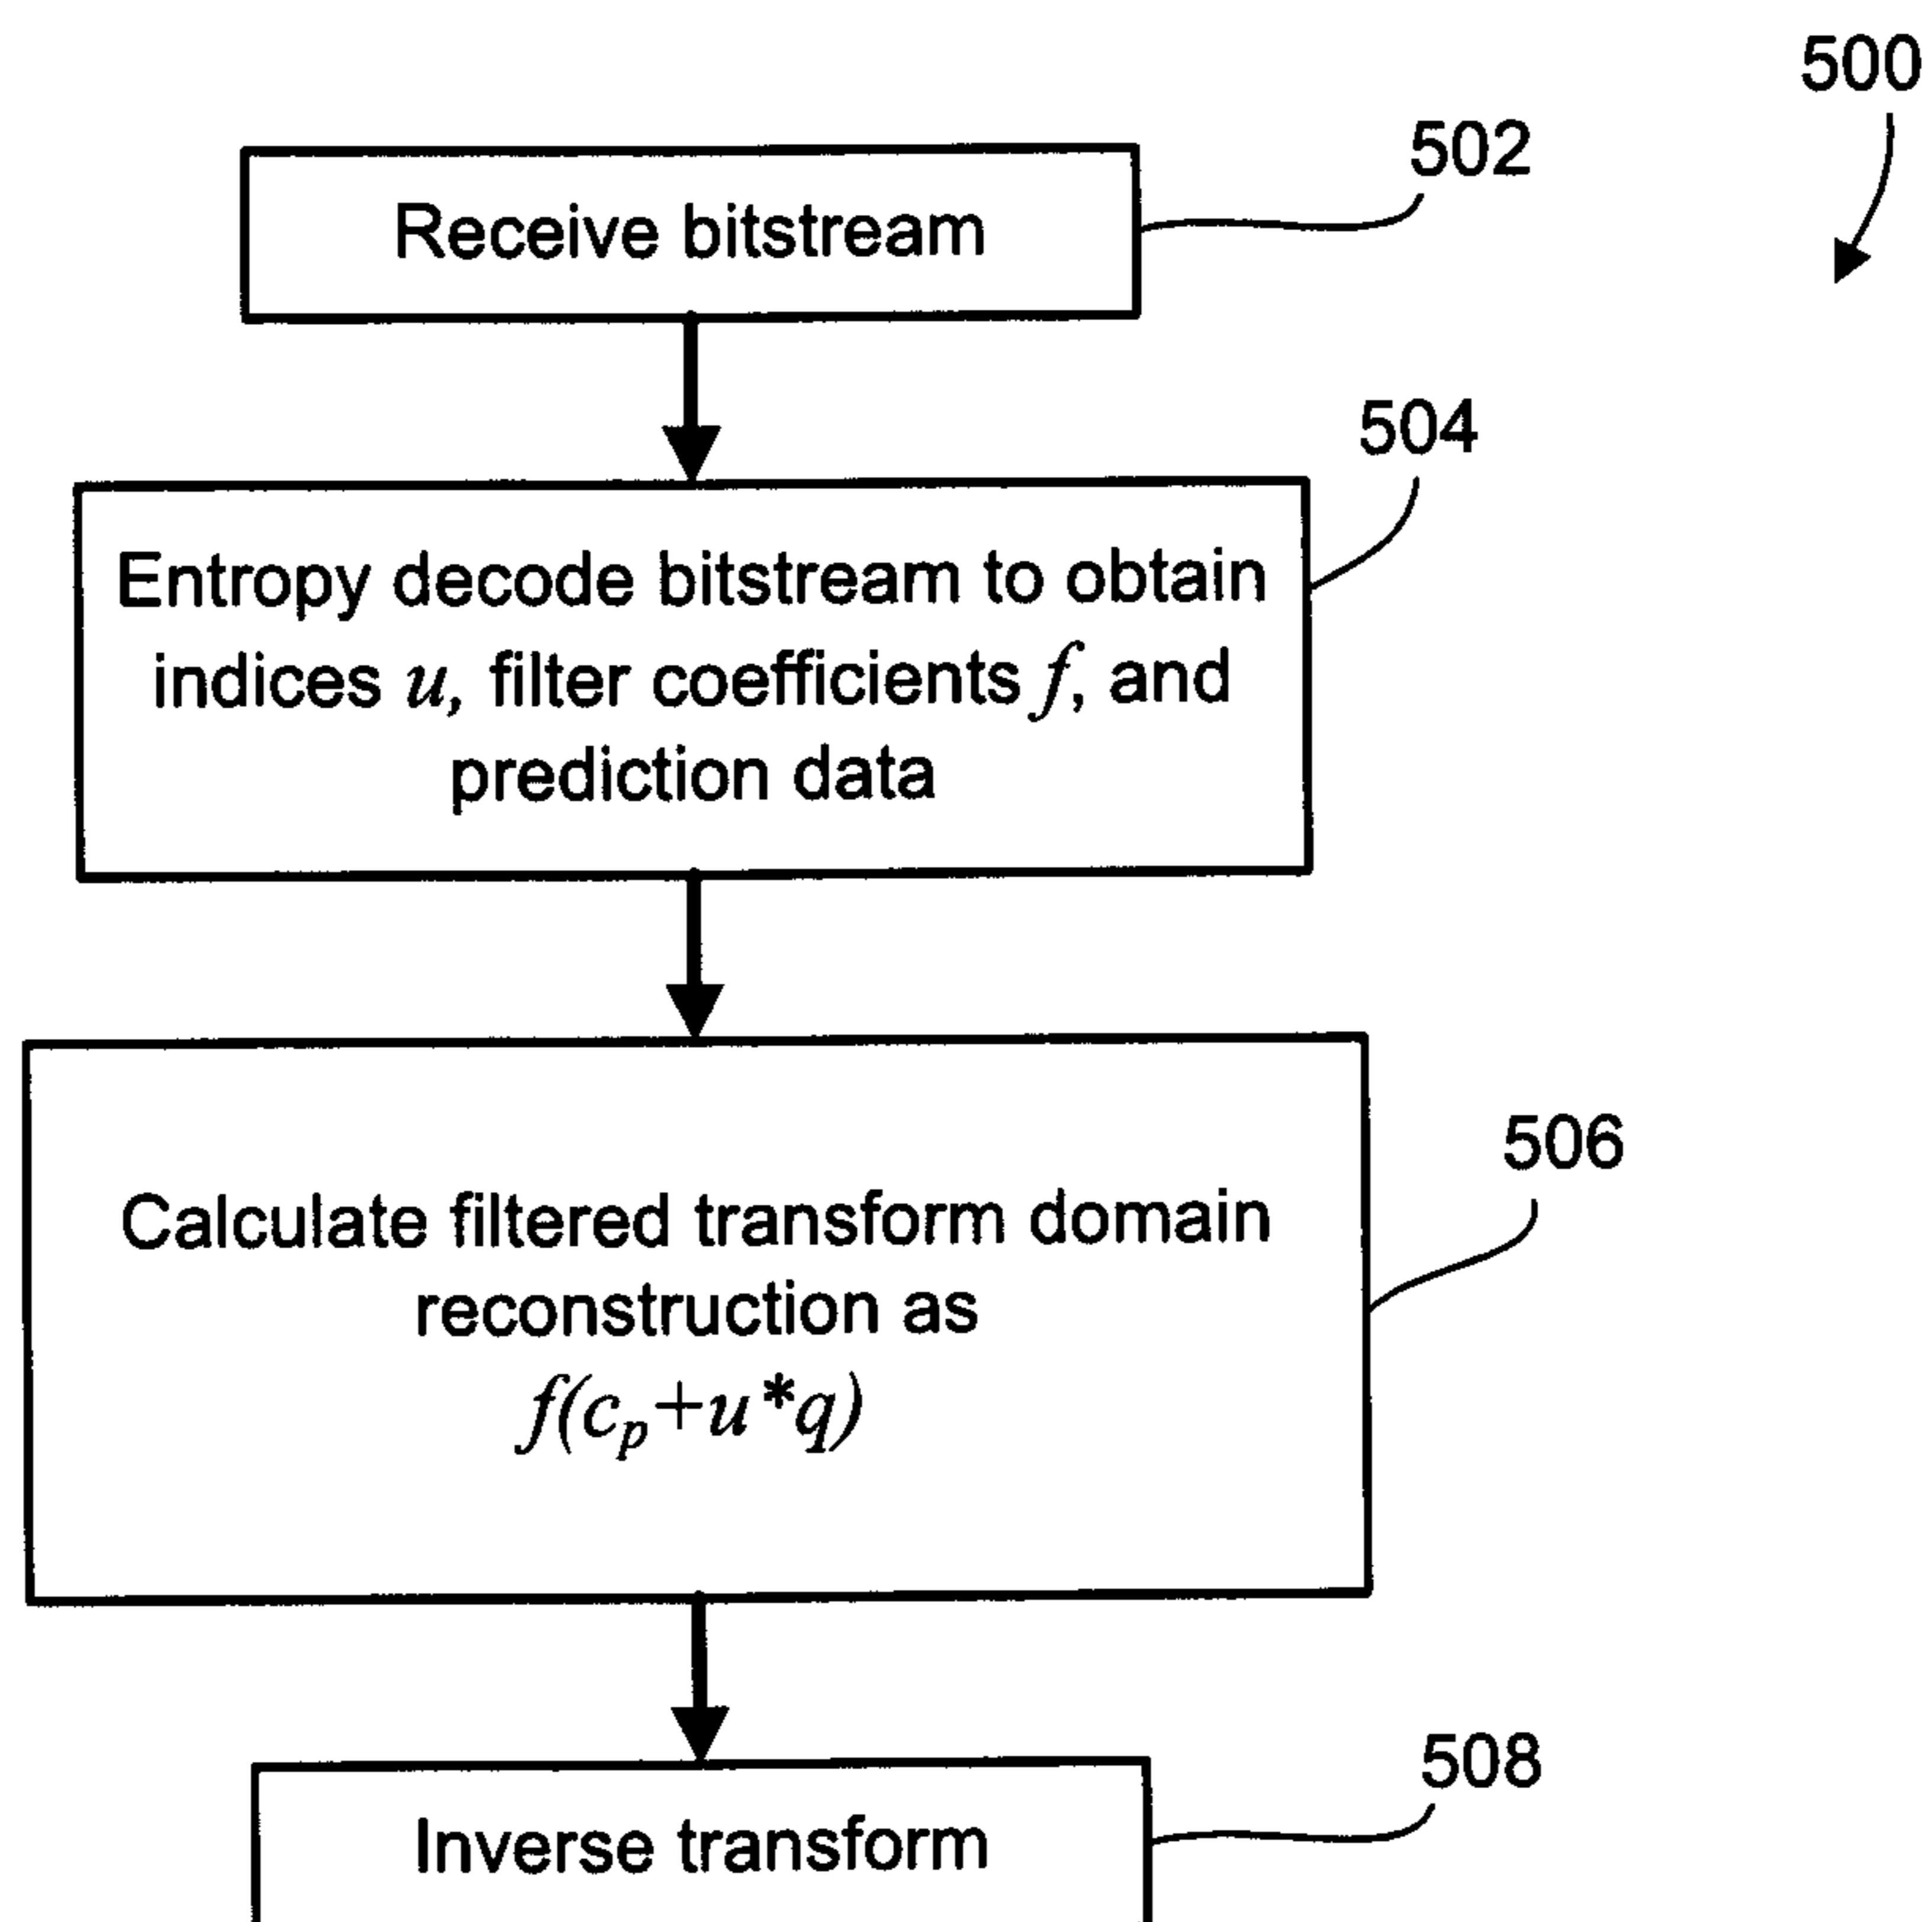 500
502
Receive bitstream
504
Entropy decode bitstream to obtain
indices u, filter coefficients f, and
prediction data
506
Calculate filtered transform domain
reconstruction as
f(cₚ+u*q)
508
Inverse transform